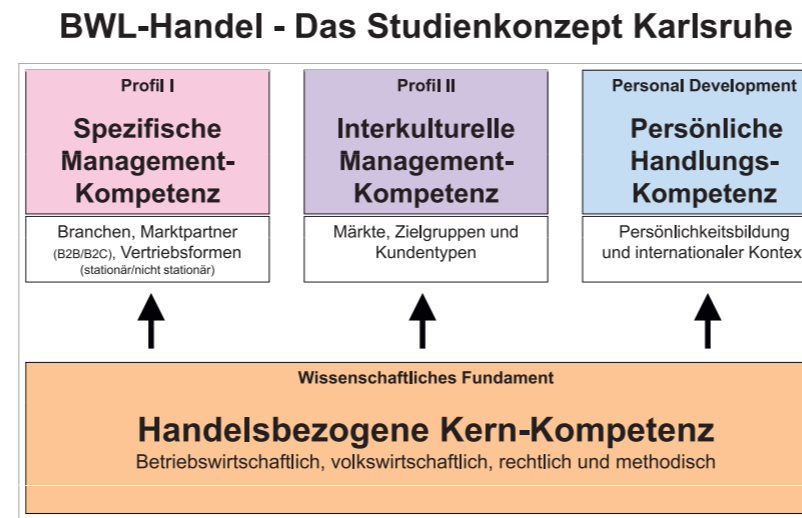 BWL-Handel - Das Studienkonzept Karlsruhe
Profil I
Spezifische
Management-
Kompetenz
Branchen, Marktpartner
(B2B/B2C), Vertriebsformen
(stationär/nicht stationär)
Profil II
Interkulturelle
Management-
Kompetenz
Märkte, Zielgruppen und
Kundentypen
Personal Development
Persönliche
Handlungs-
Kompetenz
Persönlichkeitsbildung
und internationaler Kontex
Wissenschaftliches Fundament
Handelsbezogene Kern-Kompetenz
Betriebswirtschaftlich, volkswirtschaftlich, rechtlich und methodisch